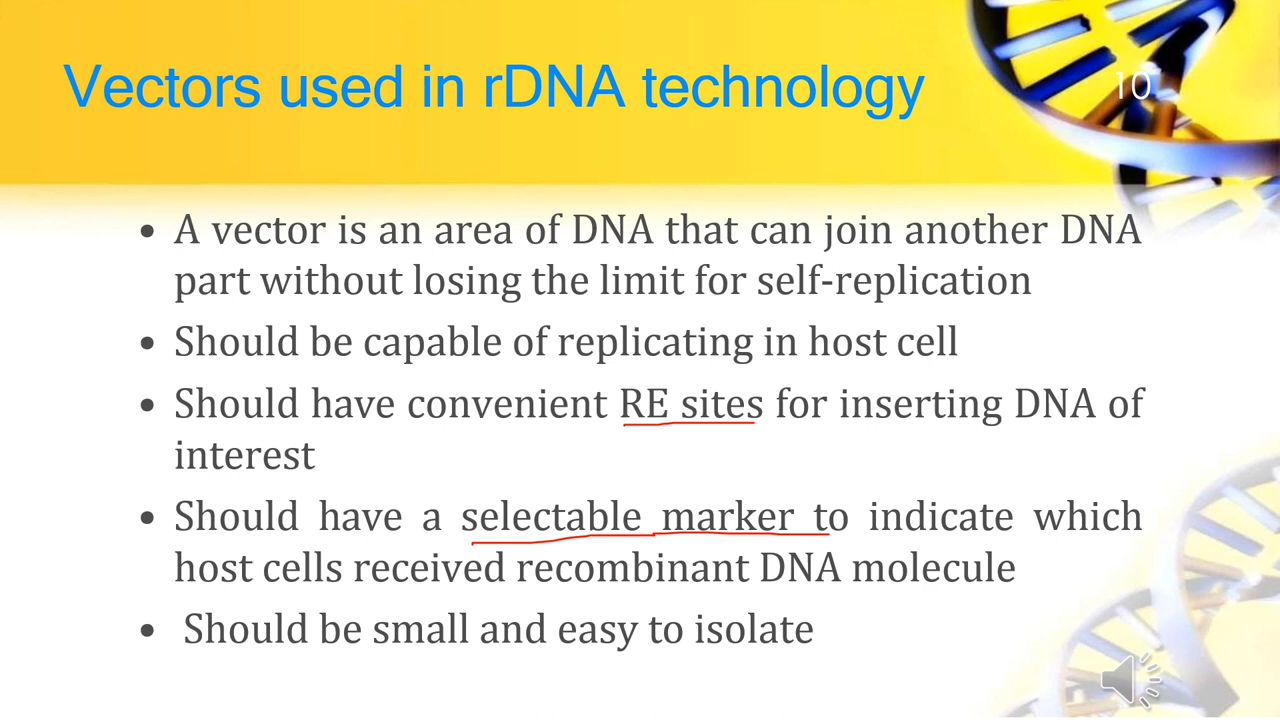 Vectors used in rDNA technology
10
• A vector is an area of DNA that can join another DNA
part without losing the limit for self-replication
• Should be capable of replicating in host cell
• Should have convenient RE sites for inserting DNA of
interest
• Should have a selectable marker to indicate which
host cells received recombinant DNA molecule
• Should be small and easy to isolate